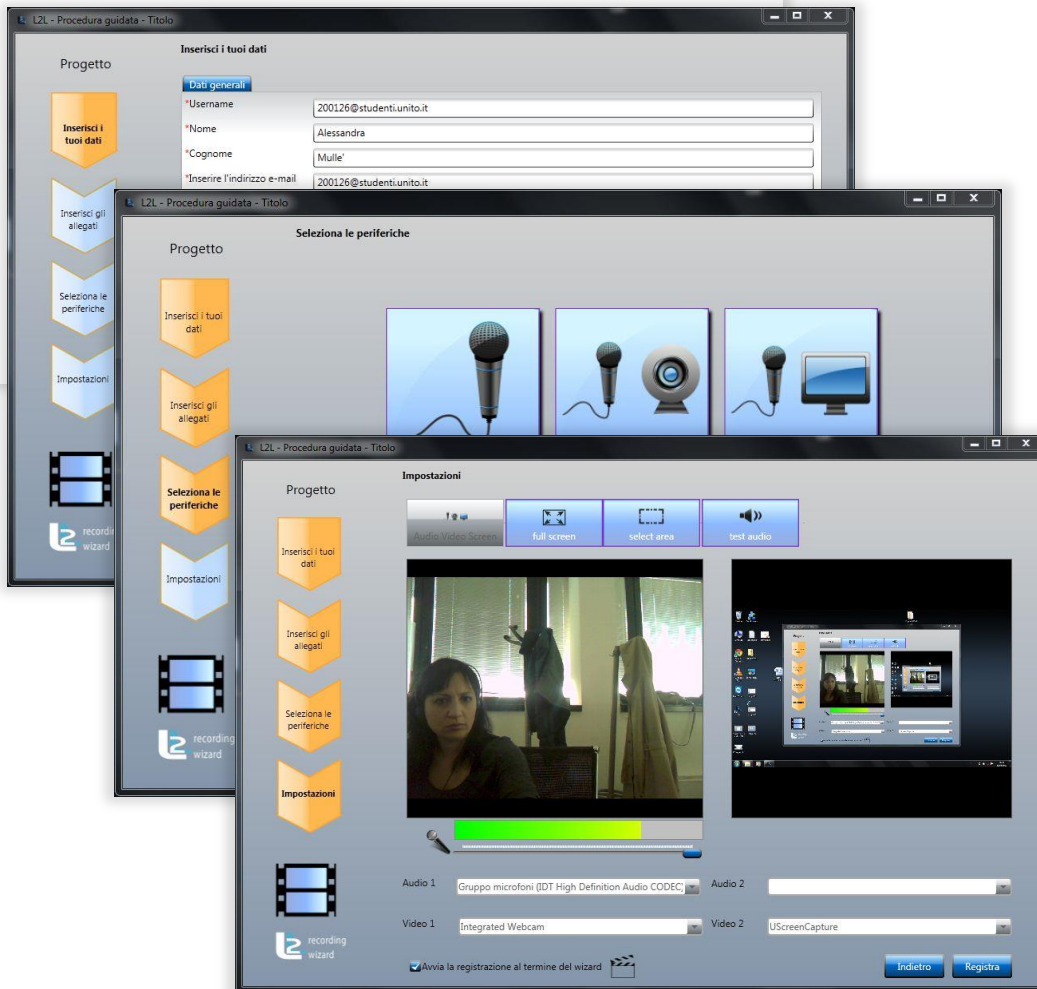 L2L - Procedura guidata - Titolo
Progetto
Inserisci i
tuoi dati
Inserisci gli
allegati
Seleziona le
periferiche
Impostazioni
recording
wizard
Inserisci i tuoi dati
Dati generali
*Username
200126@studenti.unito.it
*Nome
Alessandra
*Cognome
Mulle'
*Inserire l'indirizzo e-mail
200126@studenti.unito.it
L2L - Procedura guidata - Titolo
Progetto
Inserisci i tuoi
dati
Inserisci gli
allegati
Seleziona le
periferiche
Impostazioni
recording
wizard
Seleziona le periferiche
L2L - Procedura guidata - Titolo
Progetto
Inserisci i tuoi
dati
Inserisci gli
allegati
Seleziona le
periferiche
Impostazioni
recording
wizard
Impostazioni
Audio Video Screen
full screen
select area
test audio
Audio 1
Gruppo microfoni (IDT High Definition Audio CODEC)
Audio 2
Video 1
Integrated Webcam
Video 2
UScreenCapture
Avvia la registrazione al termine del wizard
Indietro
Registra